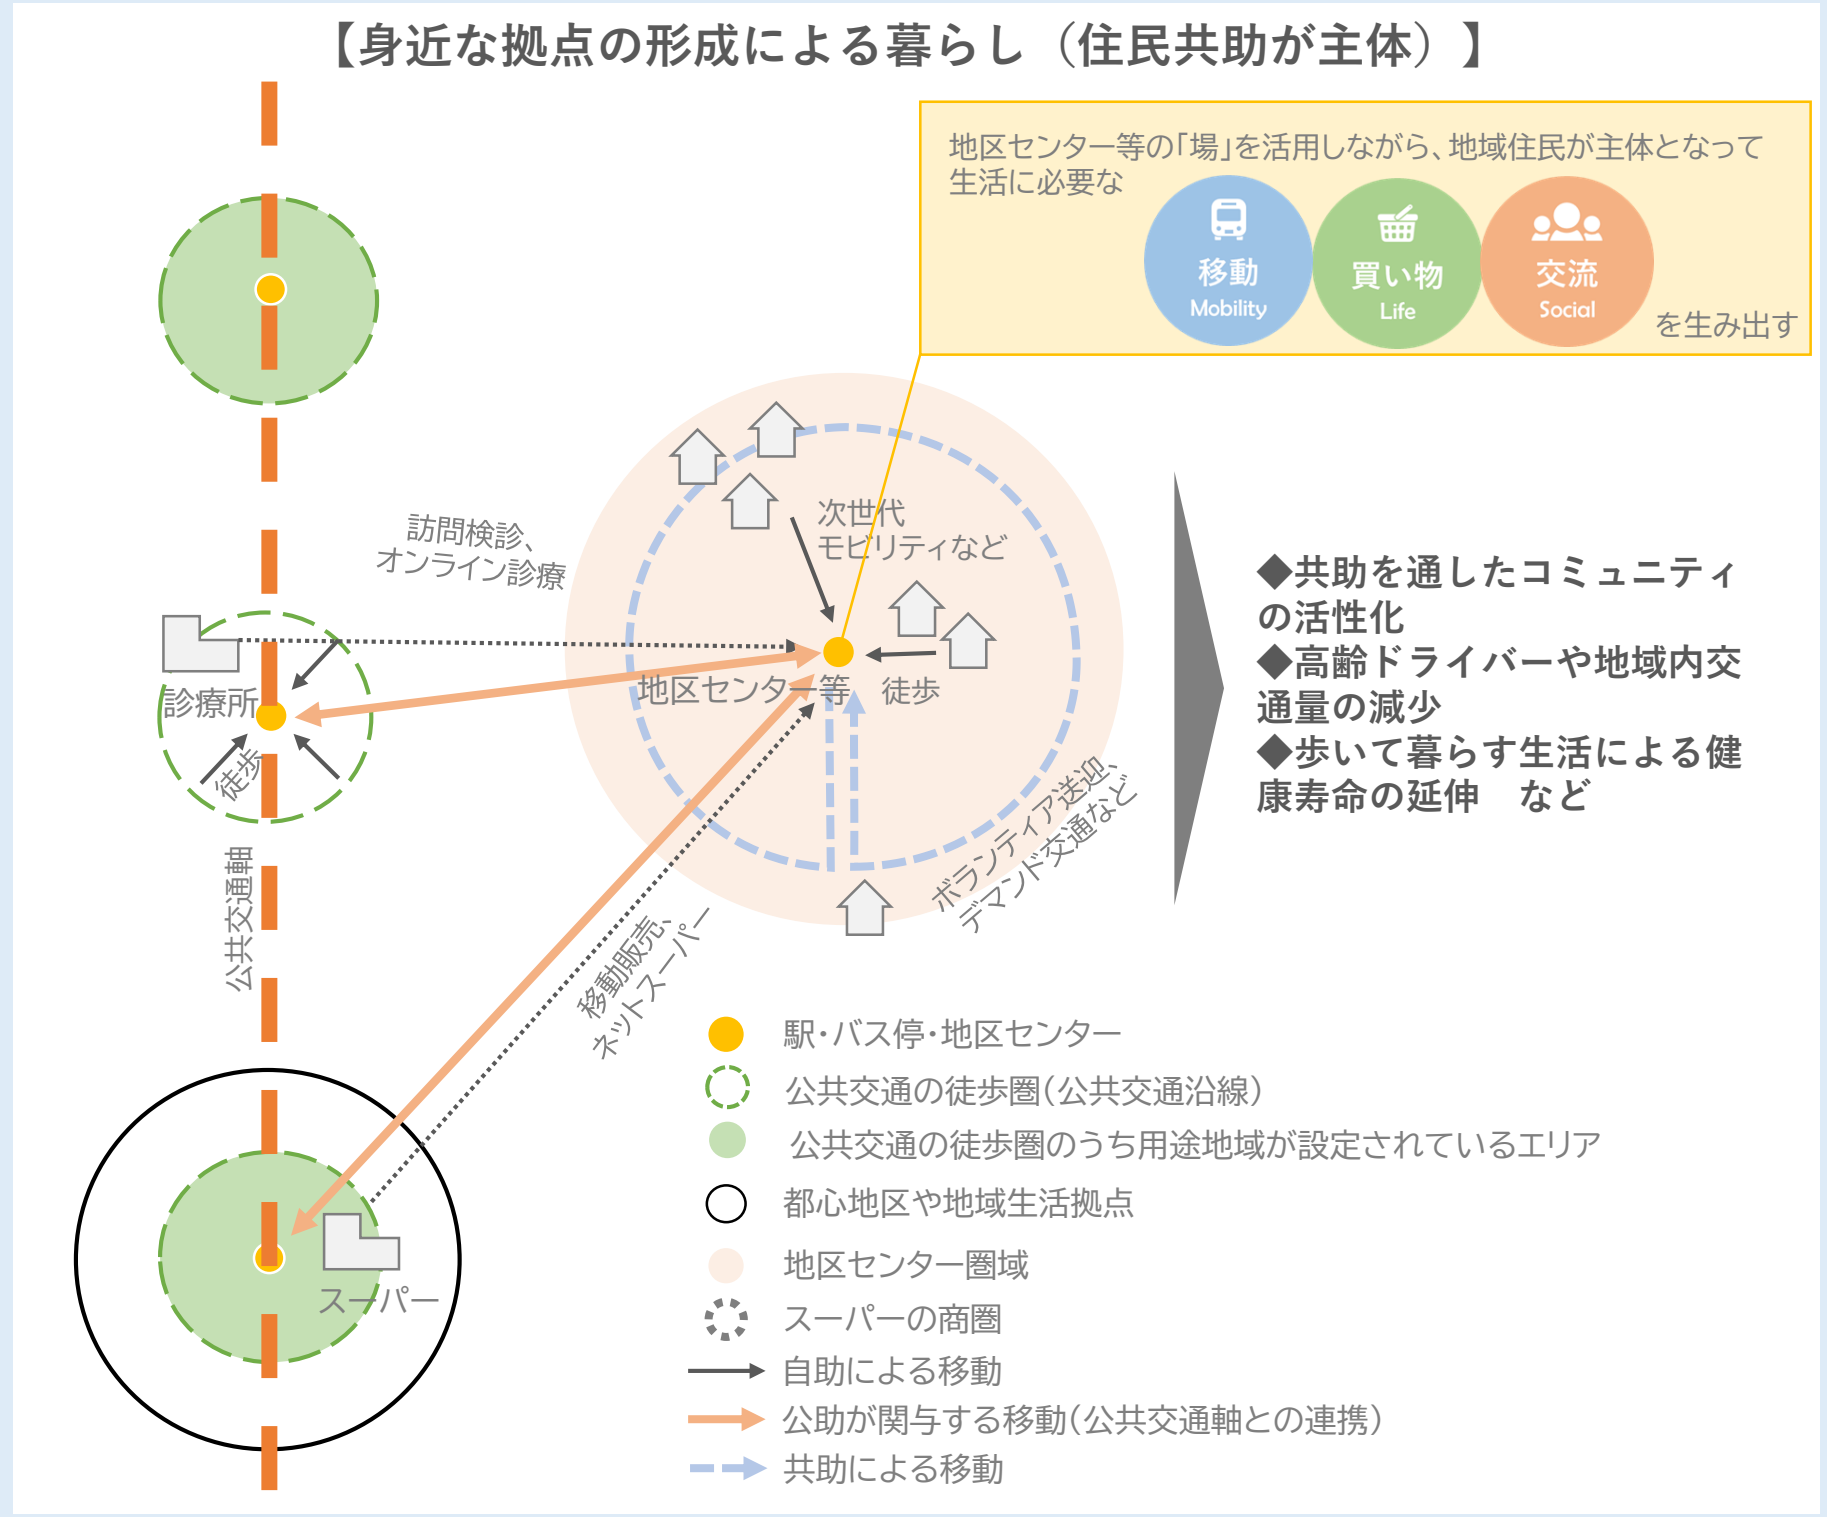 【身近な拠点の形成による暮らし（住民共助が主体）】
地区センター等の「場」を活用しながら、地域住民が主体となって
生活に必要な
移動
Mobility
買い物
Life
交流
Social
を生み出す
訪問検診、
オンライン診療
次世代
モビリティなど
診療所
地区センター等
徒歩
徒歩
ボランティア送迎、
デマンド交通など
公共交通軸
移動販売、
ネットスーパー
スーパー
◆共助を通したコミュニティ
の活性化
◆高齢ドライバーや地域内交
通量の減少
◆歩いて暮らす生活による健
康寿命の延伸　など
駅・バス停・地区センター
公共交通の徒歩圏（公共交通沿線）
公共交通の徒歩圏のうち用途地域が設定されているエリア
都心地区や地域生活拠点
地区センター圏域
スーパーの商圏
自助による移動
公助が関与する移動（公共交通軸との連携）
共助による移動